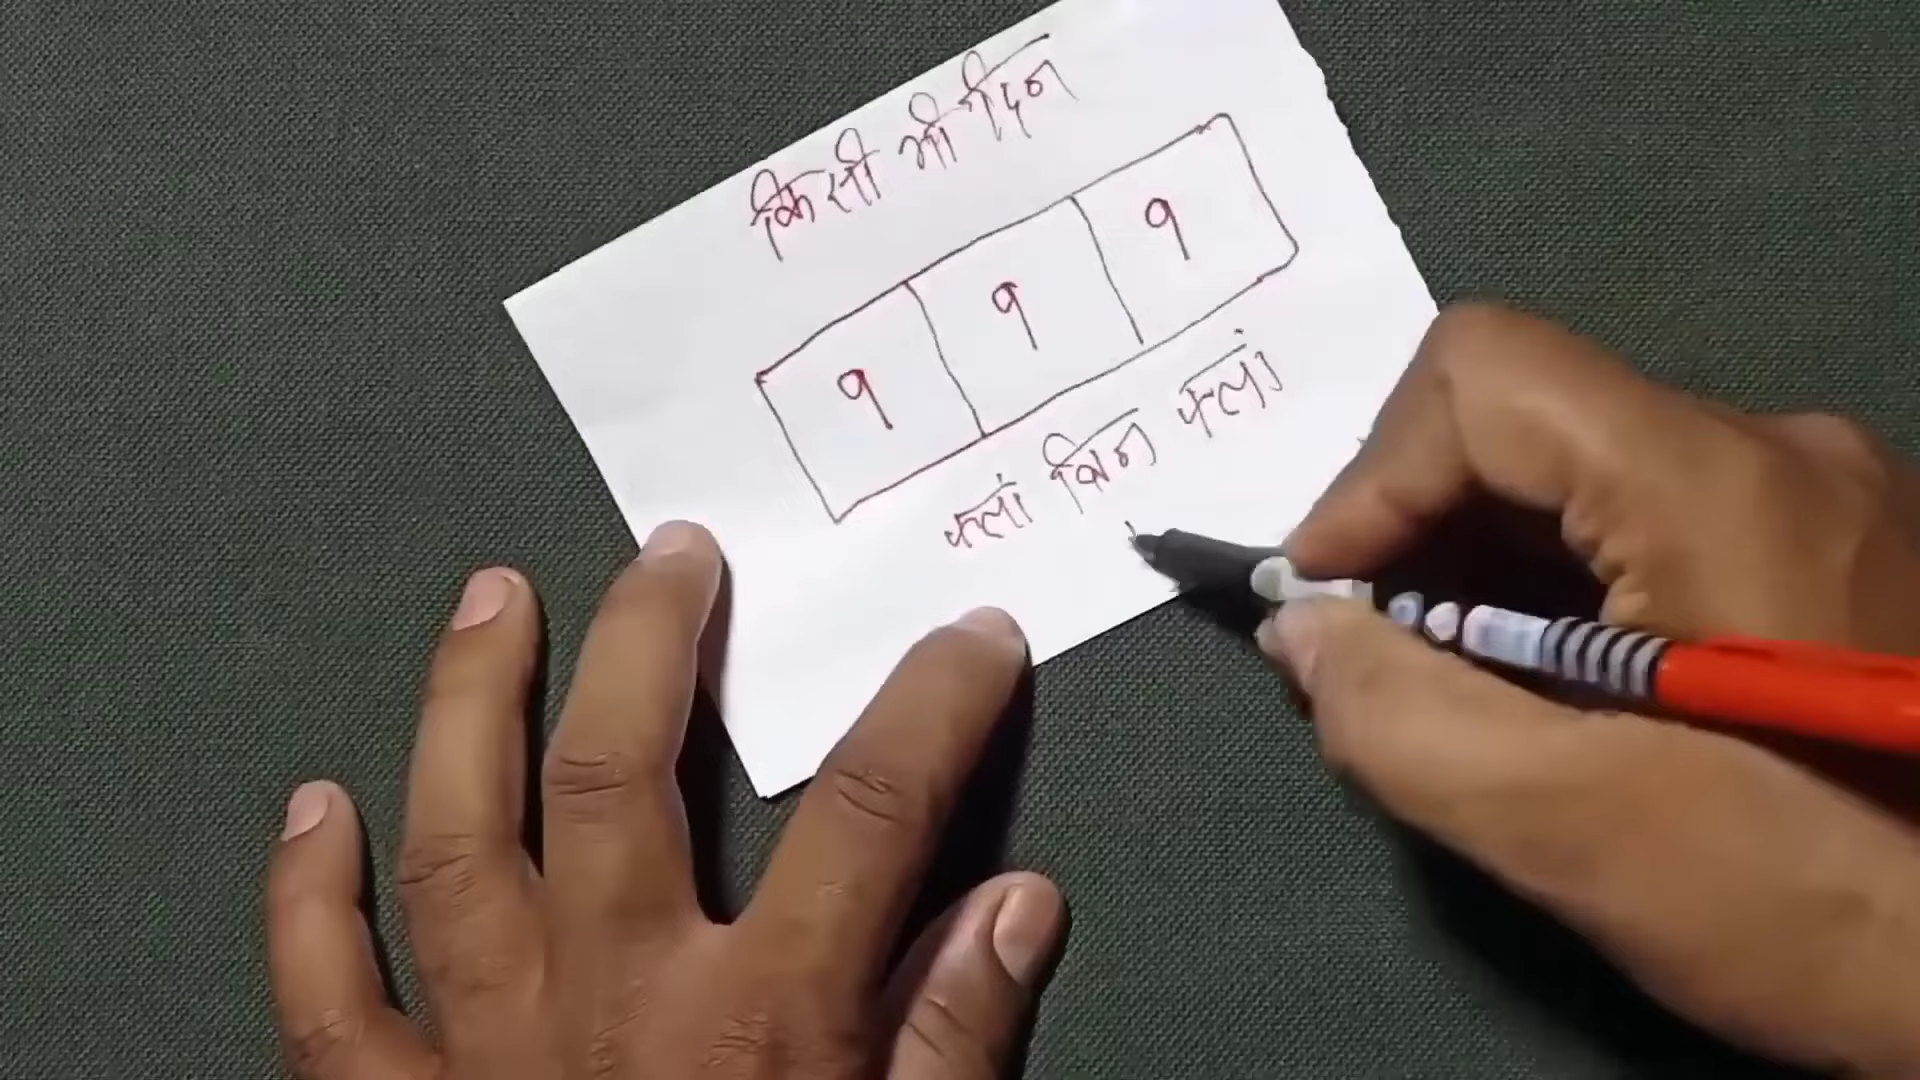 किसी भी दिन
१ १ १
फलां बिन फलां